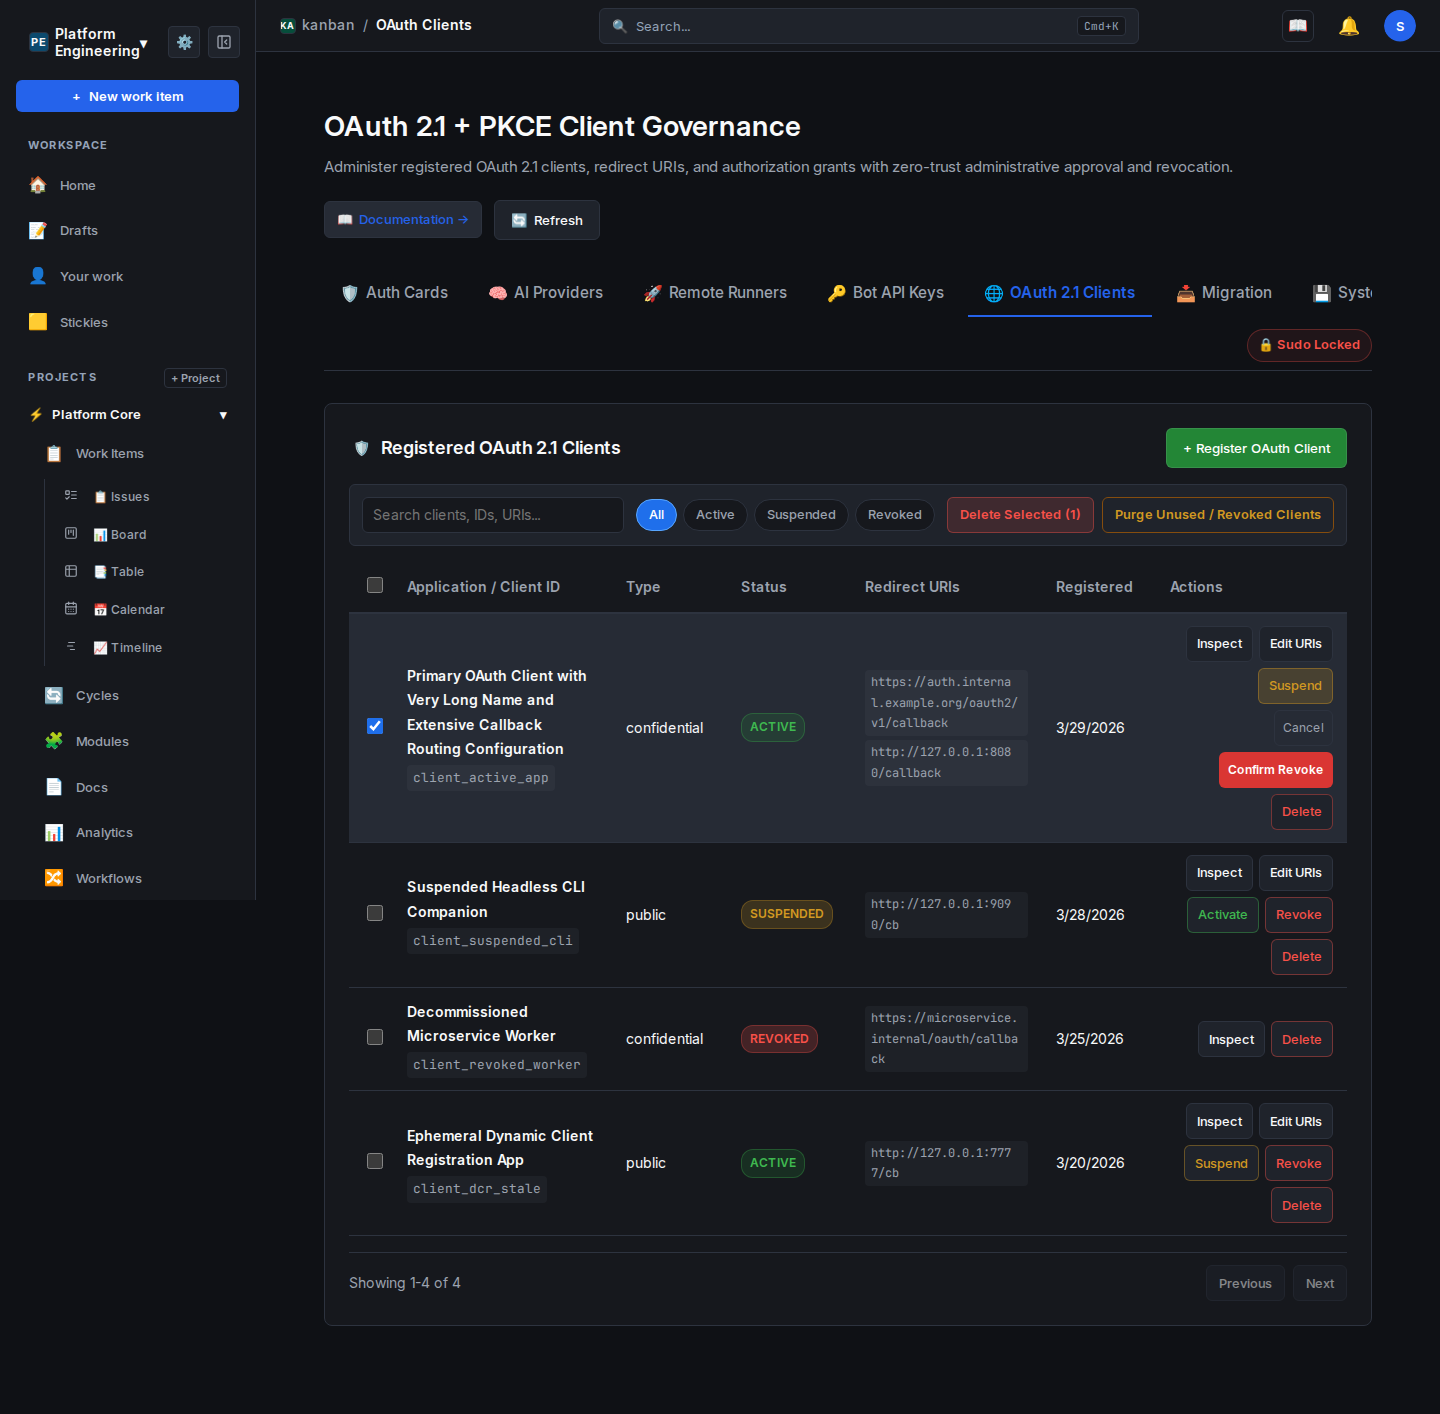 PE Platform Engineering ▾
+ New work item
WORKSPACE
Home
Drafts
Your work
Stickies
PROJECTS + Project
Platform Core ▾
Work Items
Issues
Board
Table
Calendar
Timeline
Cycles
Modules
Docs
Analytics
Workflows
KA kanban / OAuth Clients
Search... Cmd+K
S
OAuth 2.1 + PKCE Client Governance
Administer registered OAuth 2.1 clients, redirect URIs, and authorization grants with zero-trust administrative approval and revocation.
Documentation → Refresh
Auth Cards AI Providers Remote Runners Bot API Keys OAuth 2.1 Clients Migration Syst
Sudo Locked
Registered OAuth 2.1 Clients + Register OAuth Client
Search clients, IDs, URIs... All Active Suspended Revoked Delete Selected (1) Purge Unused / Revoked Clients
Application / Client ID Type Status Redirect URIs Registered Actions
Primary OAuth Client with
Very Long Name and
Extensive Callback
Routing Configuration
client_active_app
confidential
ACTIVE
https://auth.interna
l.example.org/oauth2/
v1/callback
http://127.0.0.1:808
0/callback
3/29/2026
Inspect Edit URIs
Suspend
Cancel
Confirm Revoke
Delete
Suspended Headless CLI
Companion
client_suspended_cli
public
SUSPENDED
http://127.0.0.1:909
0/cb
3/28/2026
Inspect Edit URIs
Activate Revoke
Delete
Decommissioned
Microservice Worker
client_revoked_worker
confidential
REVOKED
https://microservice.
internal/oauth/callba
ck
3/25/2026
Inspect Delete
Ephemeral Dynamic Client
Registration App
client_dcr_stale
public
ACTIVE
http://127.0.0.1:777
7/cb
3/20/2026
Inspect Edit URIs
Suspend Revoke
Delete
Showing 1-4 of 4 Previous Next